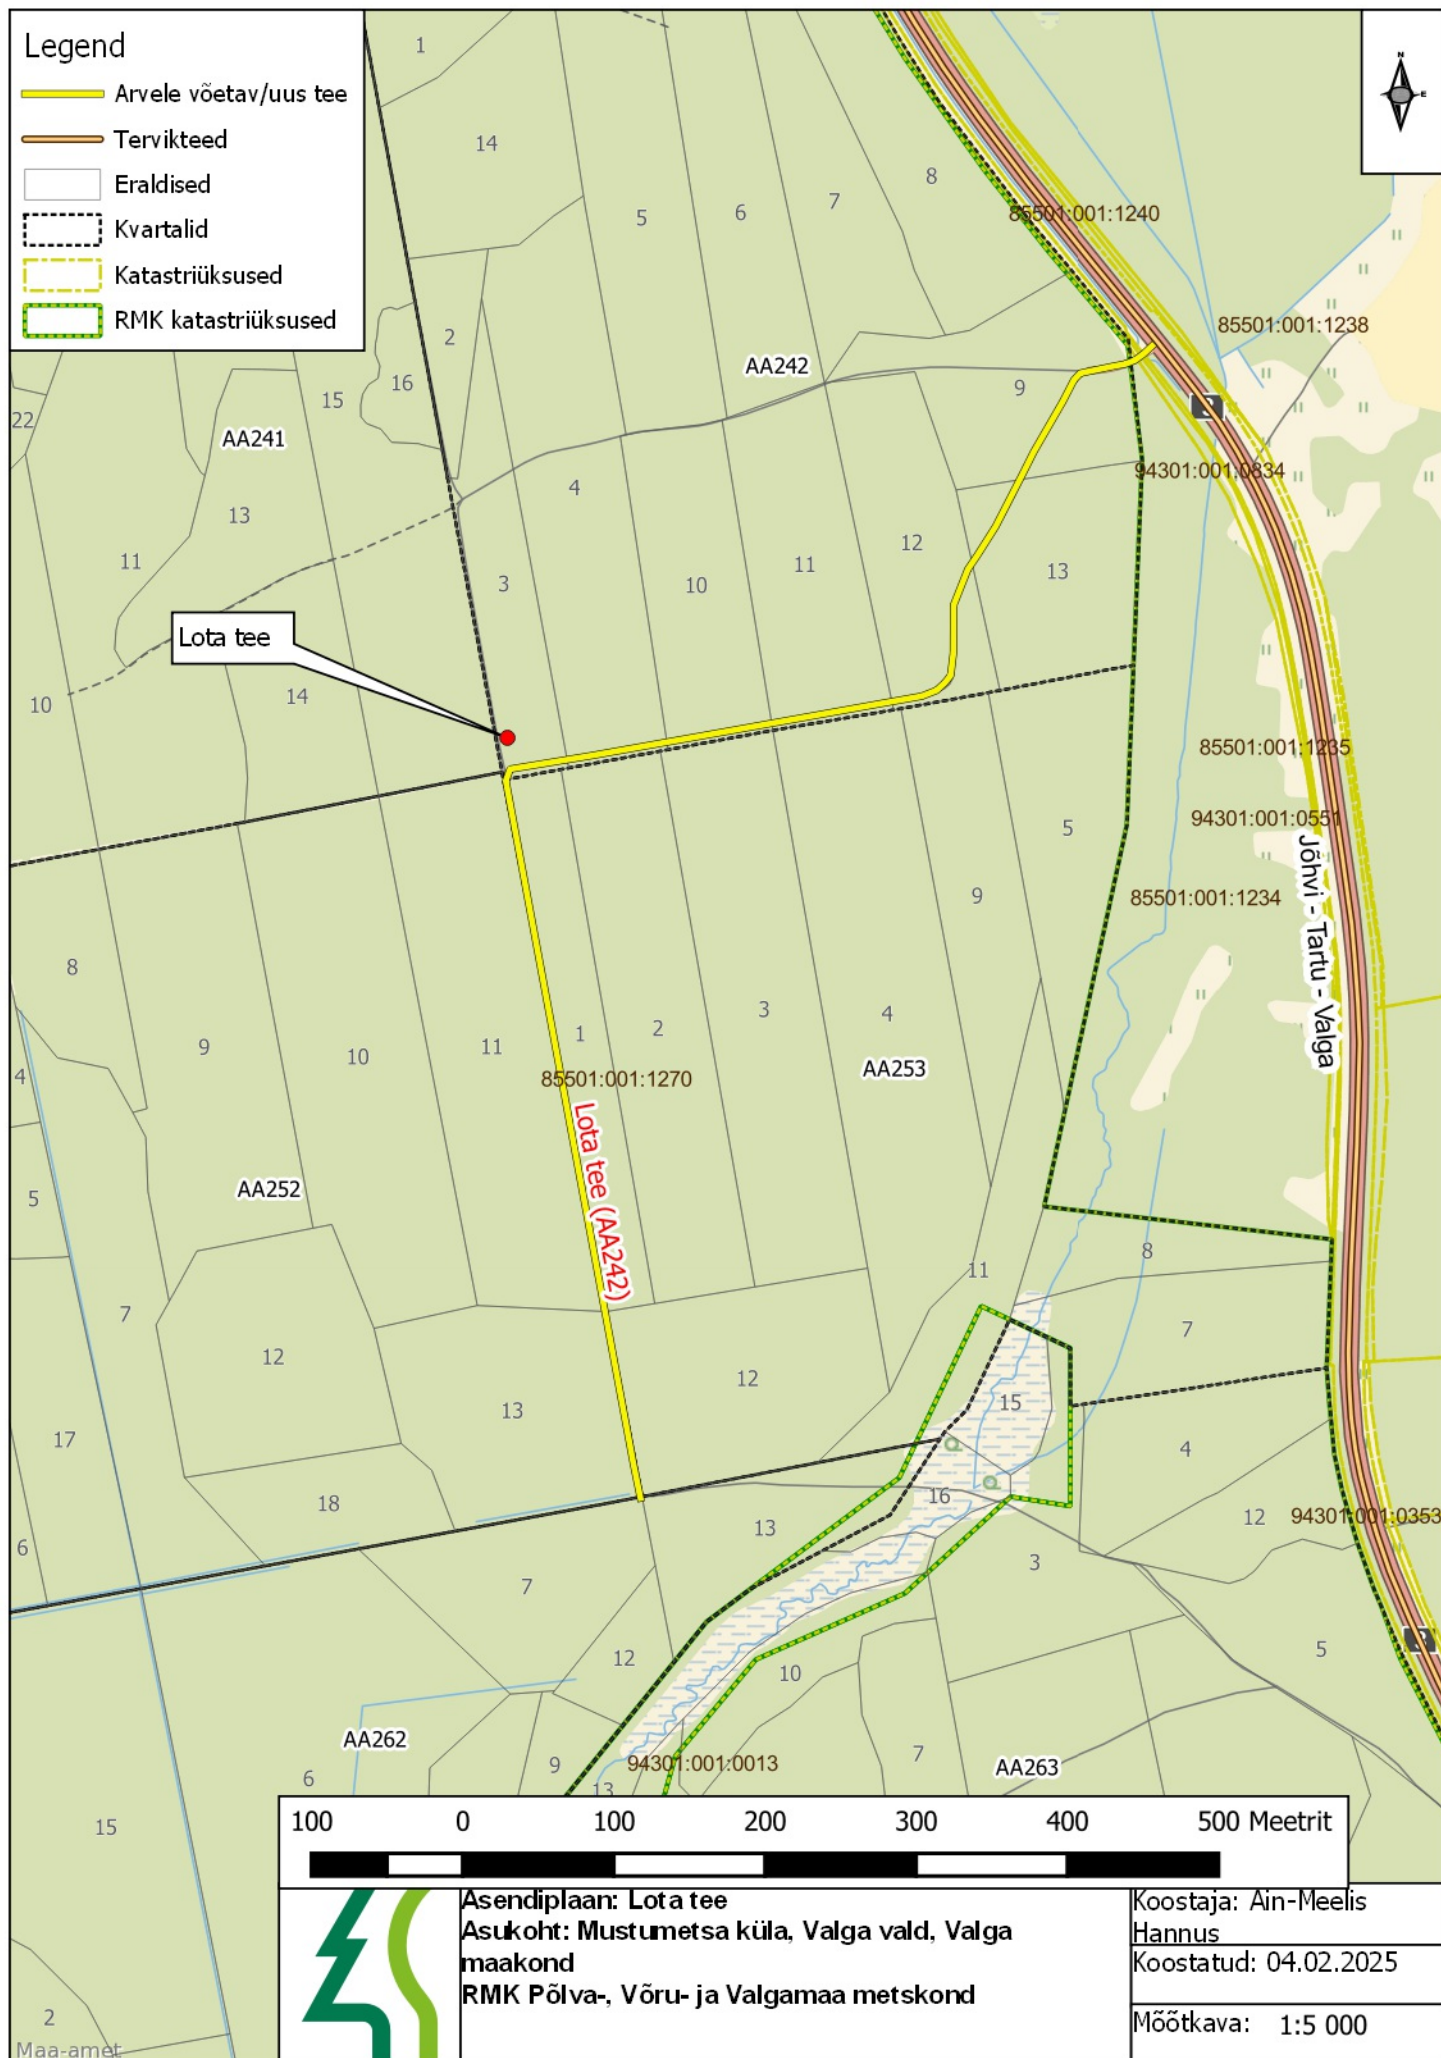 Legend
Arvele võetav/uus tee
Tervikteed
Eraldised
Kvartalid
Katastriüksused
RMK katastriüksused
N
E
1
14
5
6
7
8
85501:001:1240
2
16
15
22
AA241
AA242
9
85501:001:1238
94301:001:0834
13
11
4
3
10
11
12
13
Lota tee
10
14
85501:001:1235
94301:001:0551
5
85501:001:1234
9
Jõhvi - Tartu - Valga
8
9
10
11
1
2
3
4
AA253
4
85501:001:1270
Lota tee (AA242)
5
AA252
11
8
7
12
7
12
13
15
17
4
18
16
13
12
94301:001:0353
6
7
3
12
10
5
AA262
9
94301:001:0013
7
AA263
6
13
15
2
Maa-amet
100 0 100 200 300 400 500 Meetrit
Asendiplaan: Lota tee
Asukoht: Mustumetsa küla, Valga vald, Valga
maakond
RMK Põlva-, Võru- ja Valgamaa metskond
Koostaja: Ain-Meelis
Hannus
Koostatud: 04.02.2025
Mõõtkava: 1:5 000